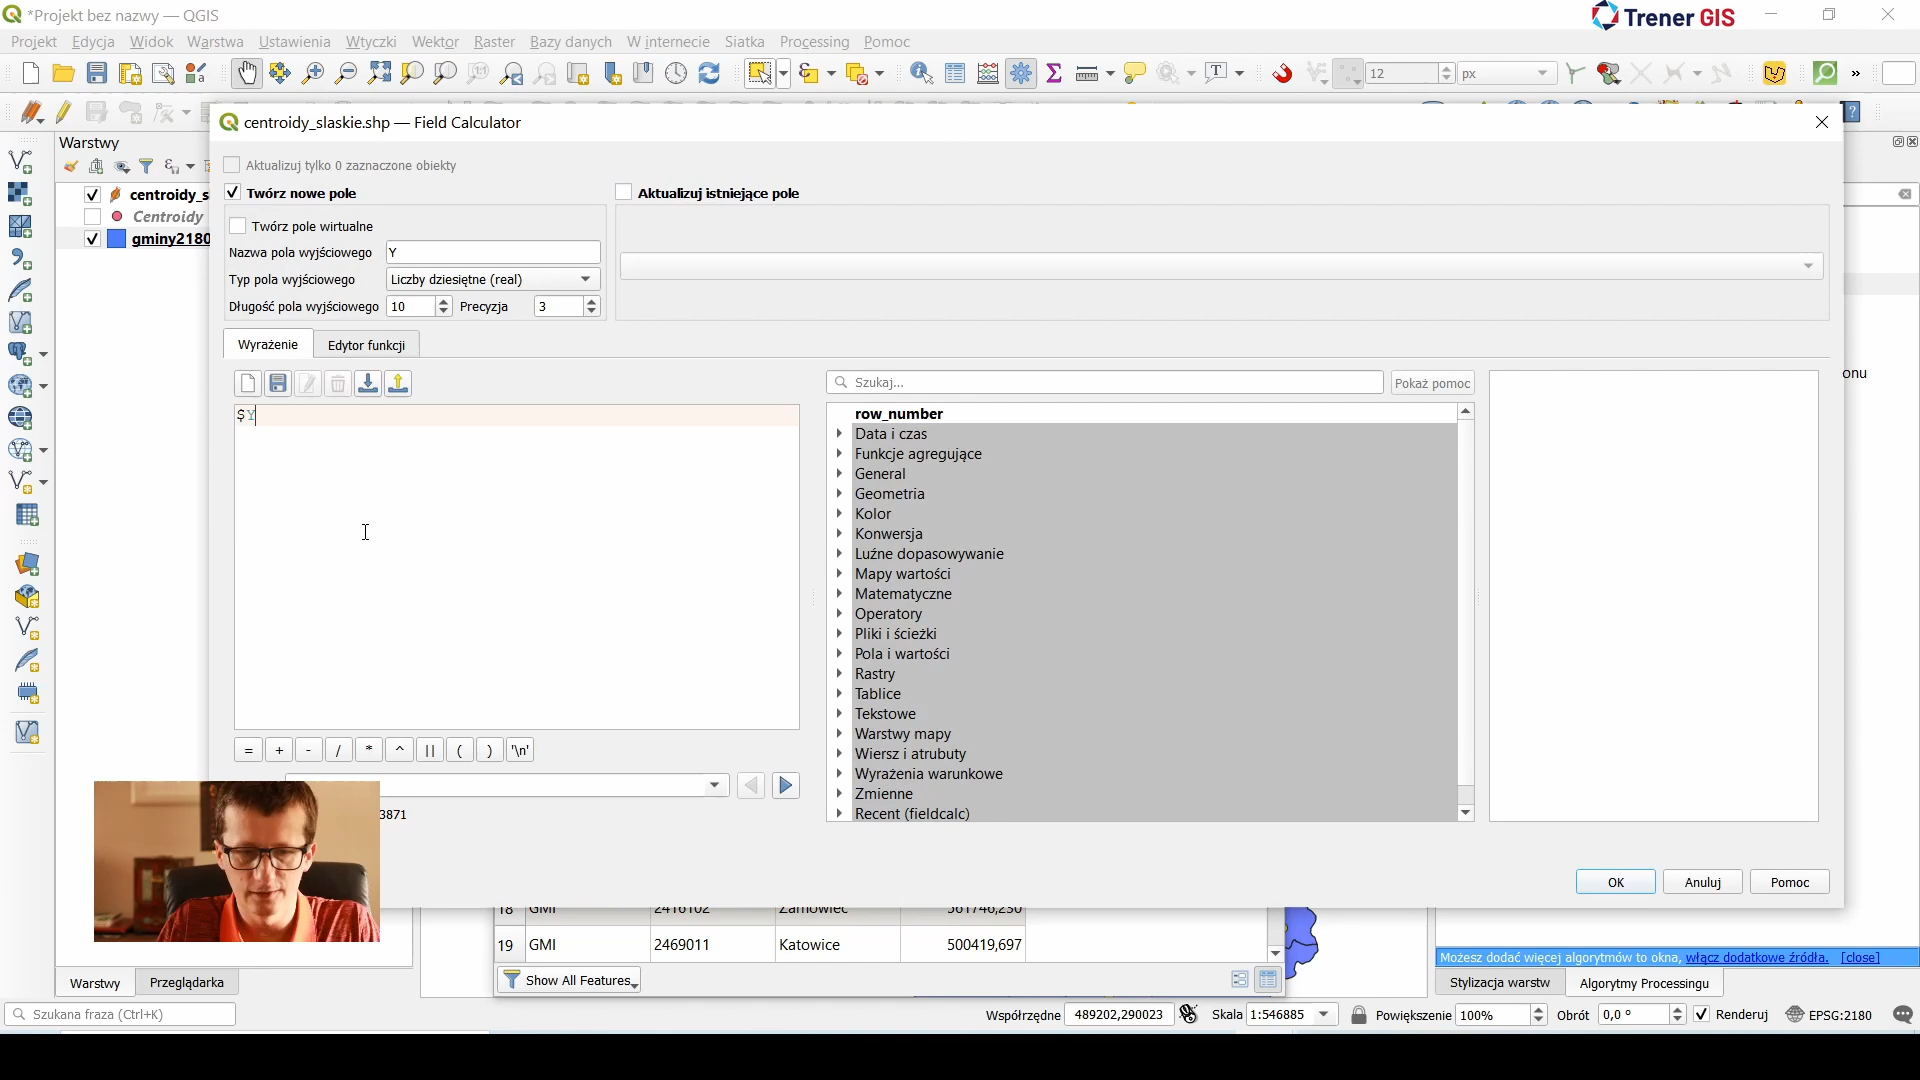 *Projekt bez nazwy — QGIS
Trener GIS
Projekt Edycja Widok Warstwa Ustawienia Wtyczki Wektor Raster Bazy danych W internecie Siatka Processing Pomoc
12 px »
centroidy_slaskie.shp — Field Calculator
Warstwy
centroidy_s
Centroidy
gminy2180
Aktualizuj tylko 0 zaznaczone obiekty
Twórz nowe pole
Aktualizuj istniejące pole
Twórz pole wirtualne
Nazwa pola wyjściowego Y
Typ pola wyjściowego Liczby dziesiętne (real)
Długość pola wyjściowego 10 Precyzja 3
Wyrażenie Edytor funkcji
Szukaj... Pokaż pomoc
onu
$Y
row_number
Data i czas
Funkcje agregujące
General
Geometria
Kolor
Konwersja
Luźne dopasowywanie
Mapy wartości
Matematyczne
Operatory
Pliki i ścieżki
Pola i wartości
Rastry
Tablice
Tekstowe
Warstwy mapy
Wiersz i atrubuty
Wyrażenia warunkowe
Zmienne
Recent (fieldcalc)
= + - / * ^ || ( ) '\n'
3871
OK Anuluj Pomoc
18 GMI 2416102 Żarnowiec 561746,230
19 GMI 2469011 Katowice 500419,697
Możesz dodać więcej algorytmów to okna, włącz dodatkowe źródła. [close]
Show All Features
Warstwy Przeglądarka
Stylizacja warstw Algorytmy Processingu
Szukana fraza (Ctrl+K)
Współrzędne 489202,290023 Skala 1:546885 Powiększenie 100% Obrót 0,0 ° Renderuj EPSG:2180